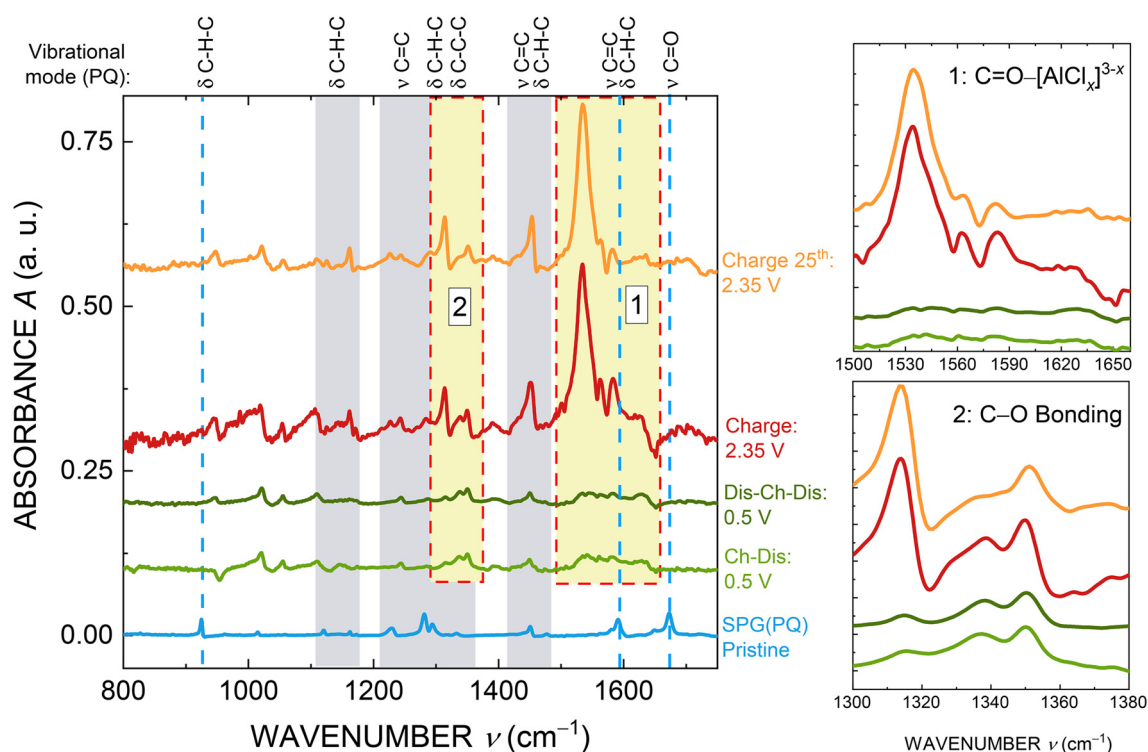 Vibrational
mode (PQ):
δ C-H-C
δ C-H-C
ν C=C
δ C-H-C
δ C-C-C
ν C=C
δ C-H-C
ν C=C
δ C-H-C
ν C=O
ABSORBANCE A (a. u.)
0.75
0.50
0.25
0.00
2
1
Charge 25th:
2.35 V
Charge:
2.35 V
Dis-Ch-Dis:
0.5 V
Ch-Dis:
0.5 V
SPG(PQ)
Pristine
800 1000 1200 1400 1600
WAVENUMBER ν (cm⁻¹)
1: C=O–[AlClₓ]³⁻ˣ
1500 1530 1560 1590 1620 1650
2: C–O Bonding
1300 1320 1340 1360 1380
WAVENUMBER ν (cm⁻¹)